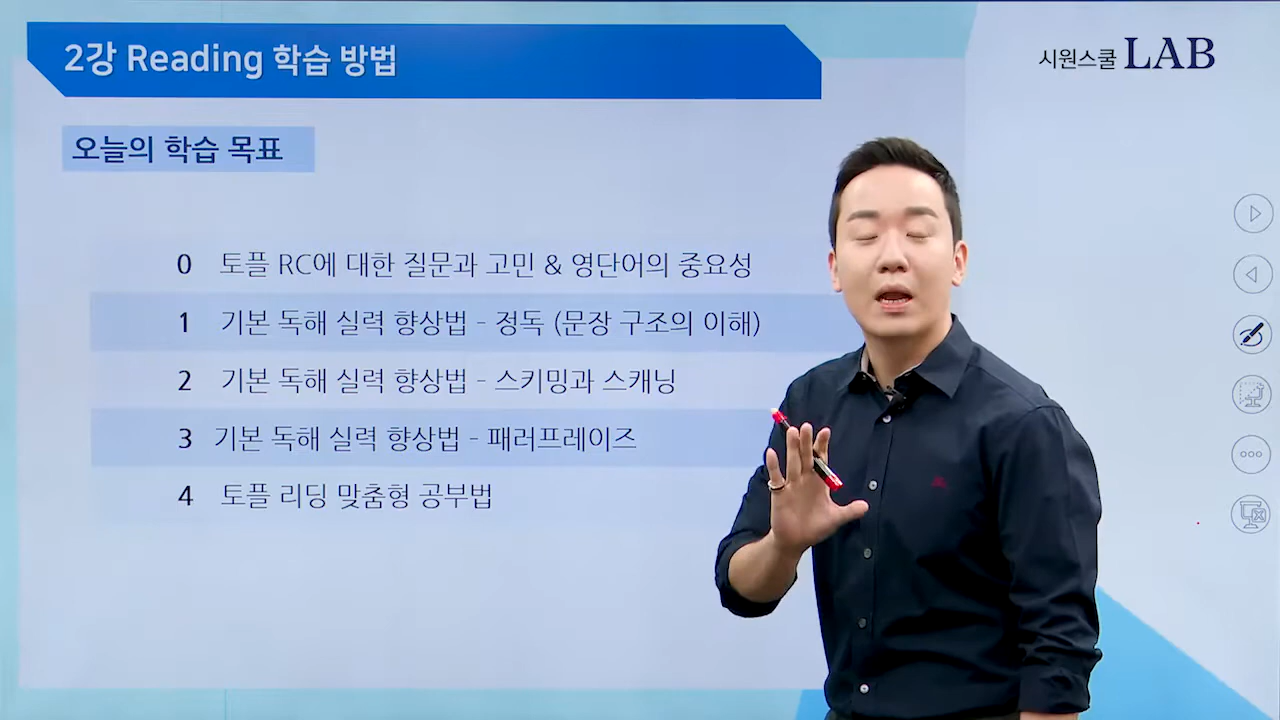 2강 Reading 학습 방법
시원스쿨 LAB
오늘의 학습 목표
0 토플 RC에 대한 질문과 고민 & 영단어의 중요성
1 기본 독해 실력 향상법 - 정독 (문장 구조의 이해)
2 기본 독해 실력 향상법 - 스키밍과 스캐닝
3 기본 독해 실력 향상법 - 패러프레이즈
4 토플 리딩 맞춤형 공부법